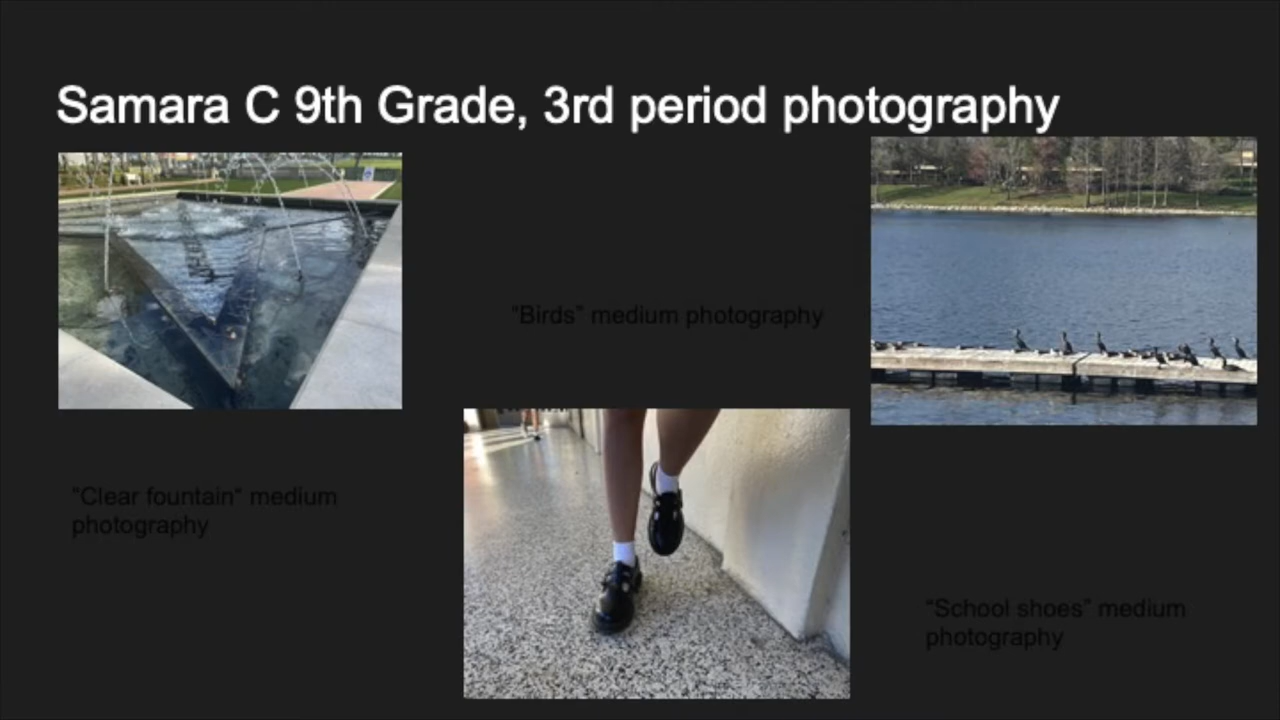 Samara C 9th Grade, 3rd period photography
“Birds” medium photography
“Clear fountain“ medium
photography
“School shoes” medium
photography